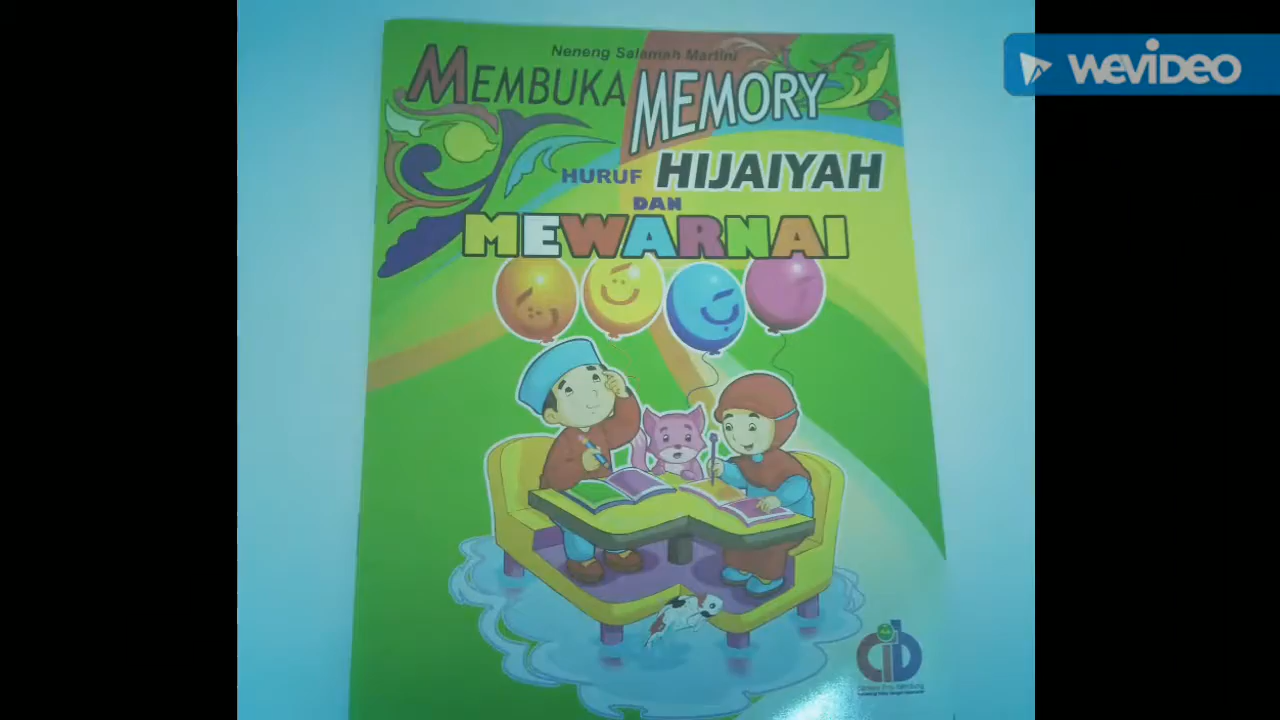 Neneng Salamah Martini
MEMBUKA MEMORY
HURUF HIJAIYAH
DAN
MEWARNAI
WEVIDEO